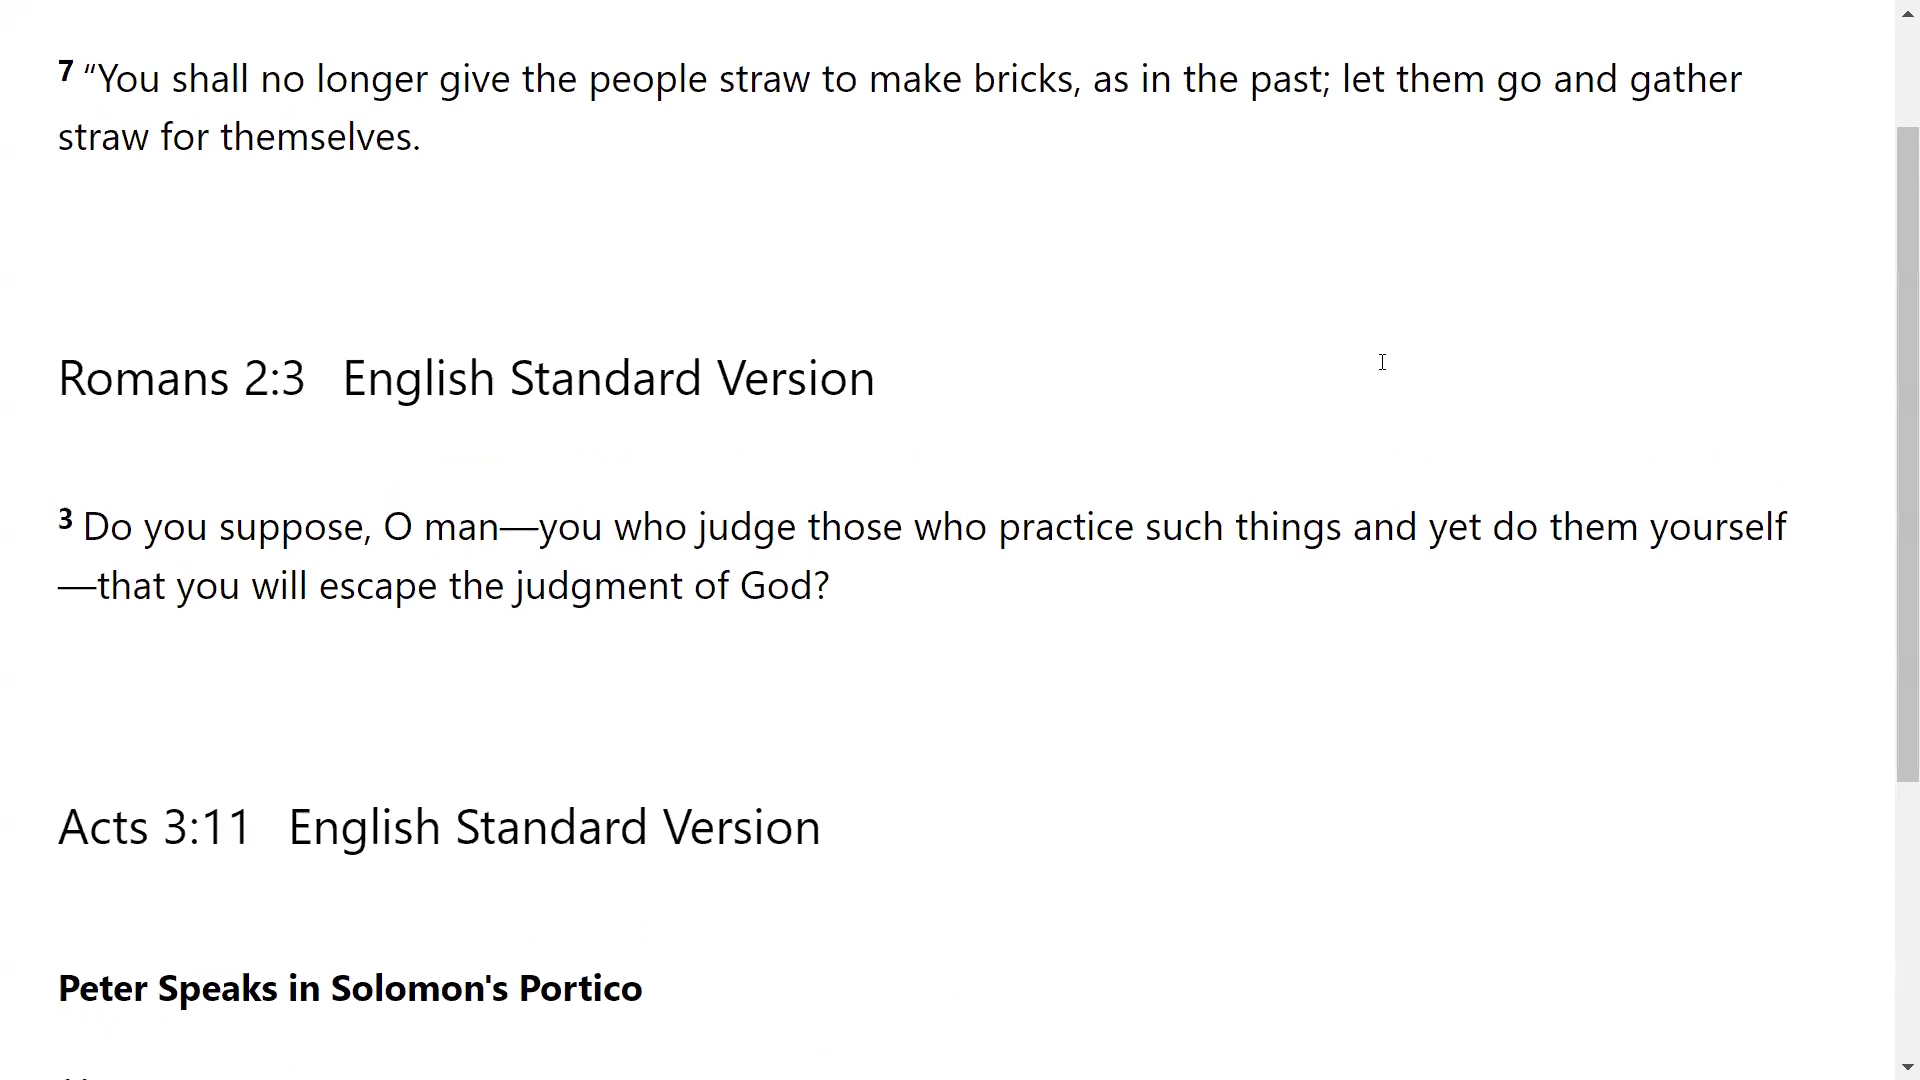 7 “You shall no longer give the people straw to make bricks, as in the past; let them go and gather
straw for themselves.
Romans 2:3 English Standard Version
3 Do you suppose, O man—you who judge those who practice such things and yet do them yourself
—that you will escape the judgment of God?
Acts 3:11 English Standard Version
Peter Speaks in Solomon's Portico